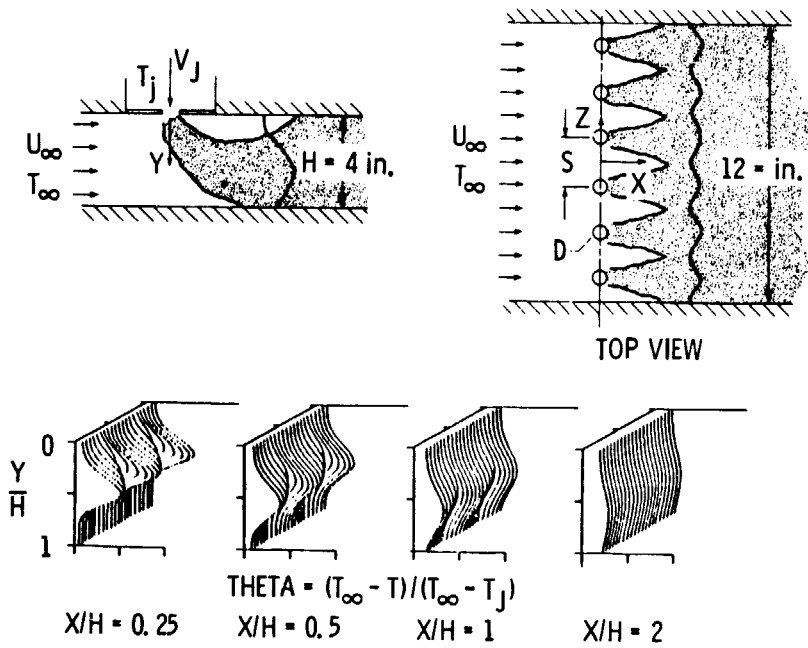 T_j V_J
U_∞
T_∞
Y
H = 4 in.
U_∞
T_∞
Z
S
X
D
12 = in.
TOP VIEW
0
Y
H
1
THETA = (T_∞ - T)/(T_∞ - T_J)
X/H = 0.25 X/H = 0.5 X/H = 1 X/H = 2